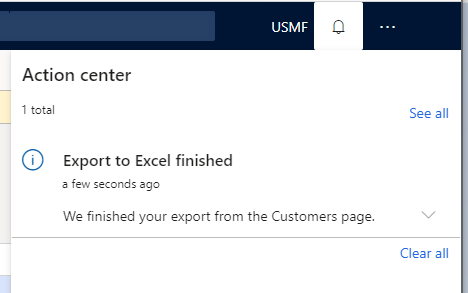 USMF
Action center
1 total
See all
Export to Excel finished
a few seconds ago
We finished your export from the Customers page.
Clear all